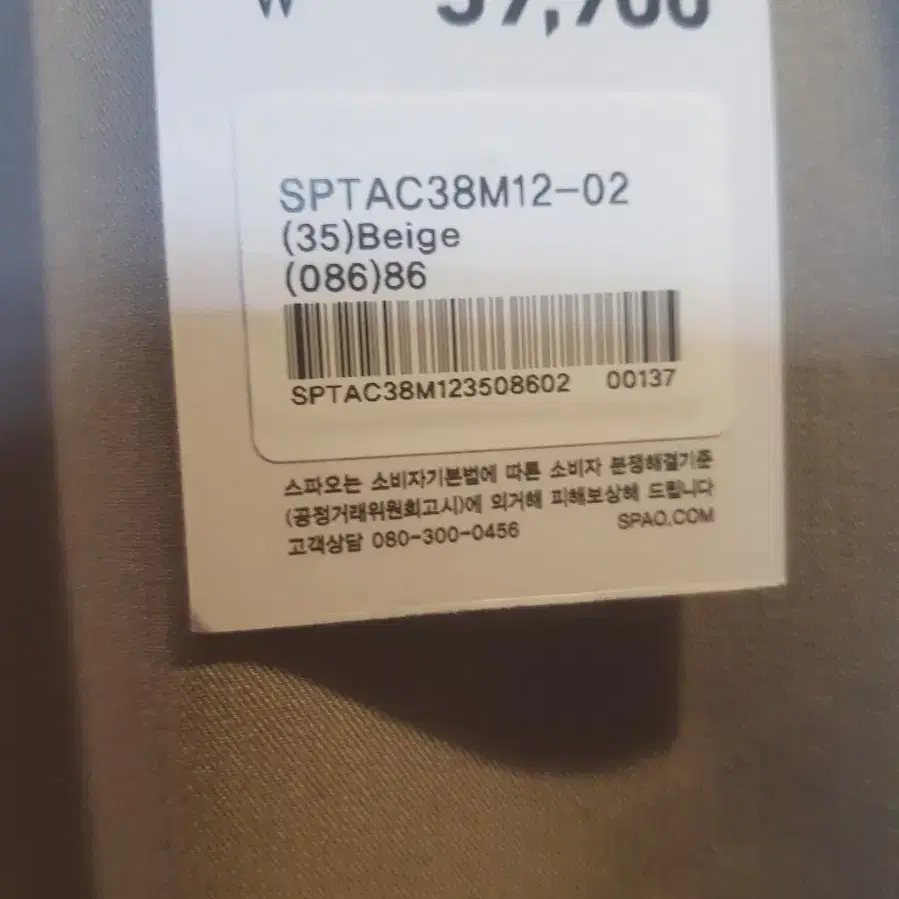 W
SPTAC38M12-02
(35)Beige
(086)86
SPTAC38M123508602 00137
스파오는 소비자기본법에 따른 소비자 분쟁해결기준
(공정거래위원회고시)에 의거해 피해보상해 드립니다
고객상담 080-300-0456 SPAO.COM